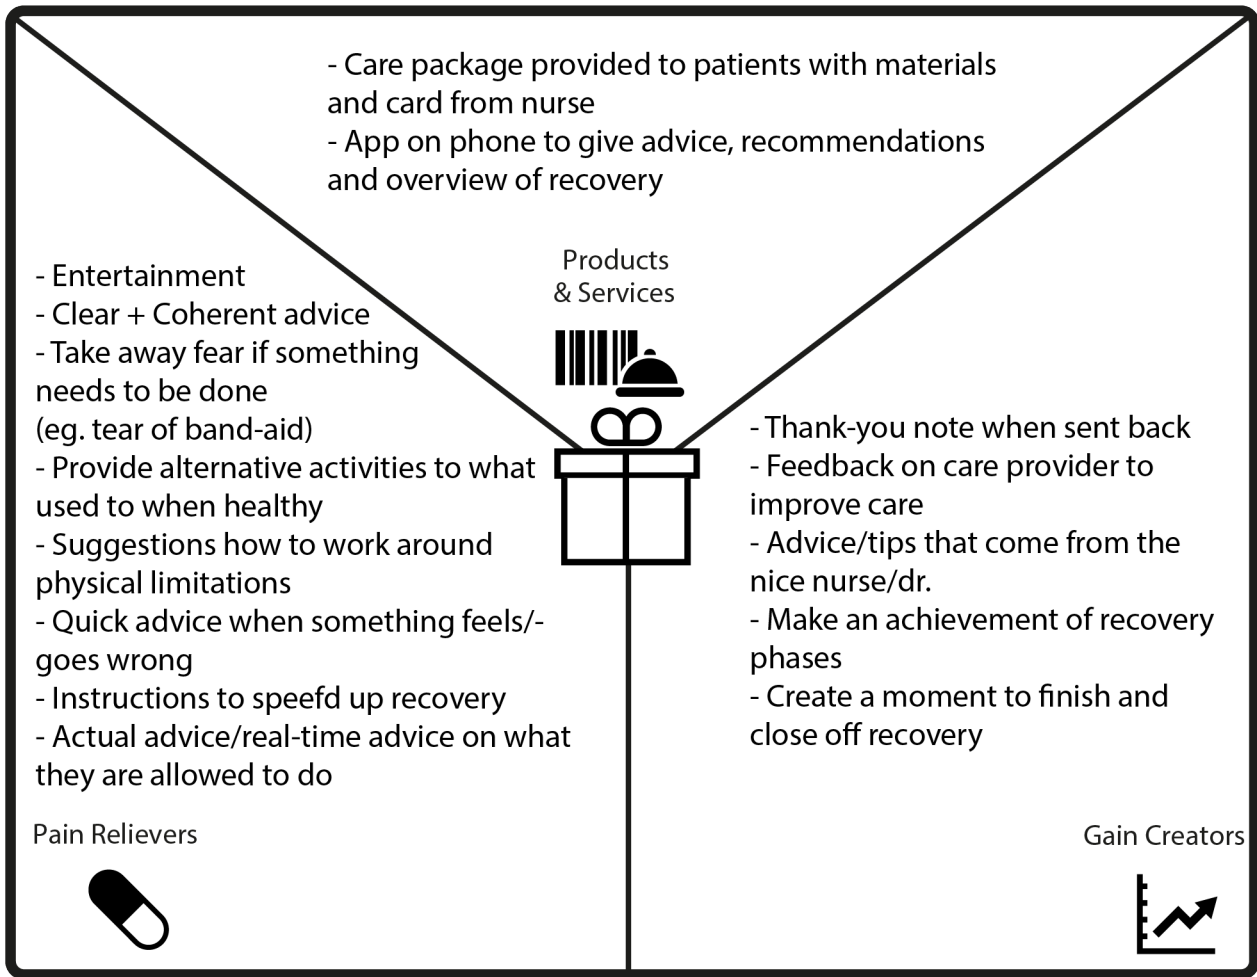 - Care package provided to patients with materials
and card from nurse
- App on phone to give advice, recommendations
and overview of recovery
Products
& Services
- Entertainment
- Clear + Coherent advice
- Take away fear if something
needs to be done
(eg. tear of band-aid)
- Provide alternative activities to what
used to when healthy
- Suggestions how to work around
physical limitations
- Quick advice when something feels/-
goes wrong
- Instructions to speefd up recovery
- Actual advice/real-time advice on what
they are allowed to do
Pain Relievers
- Thank-you note when sent back
- Feedback on care provider to
improve care
- Advice/tips that come from the
nice nurse/dr.
- Make an achievement of recovery
phases
- Create a moment to finish and
close off recovery
Gain Creators